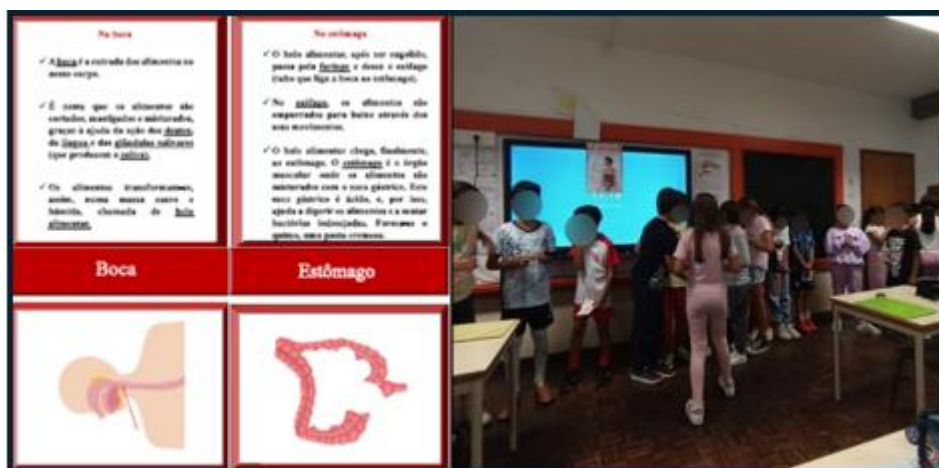 Na boca
✓ A boca é a entrada dos alimentos no
nosso corpo.
✓ É nesta que os alimentos são
cortados, mastigados e misturados,
graças à ajuda da ação dos dentes,
da língua e das glândulas salivares
(que produzem a saliva).
✓ Os alimentos transformam-se,
assim, numa massa suave e
húmida, chamada de bolo
alimentar.
No estômago
✓ O bolo alimentar, após ser engolido,
passa pela faringe e desce o esófago
(tubo que liga a boca ao estômago).
✓ No esófago, os alimentos são
empurrados para baixo através dos
seus movimentos.
✓ O bolo alimentar chega, finalmente,
ao estômago. O estômago é o órgão
muscular onde os alimentos são
misturados com o suco gástrico. Este
suco gástrico é ácido, e, por isso,
ajuda a digerir os alimentos e a matar
bactérias indesejadas. Forma-se o
quimo, uma pasta cremosa.
Boca
Estômago